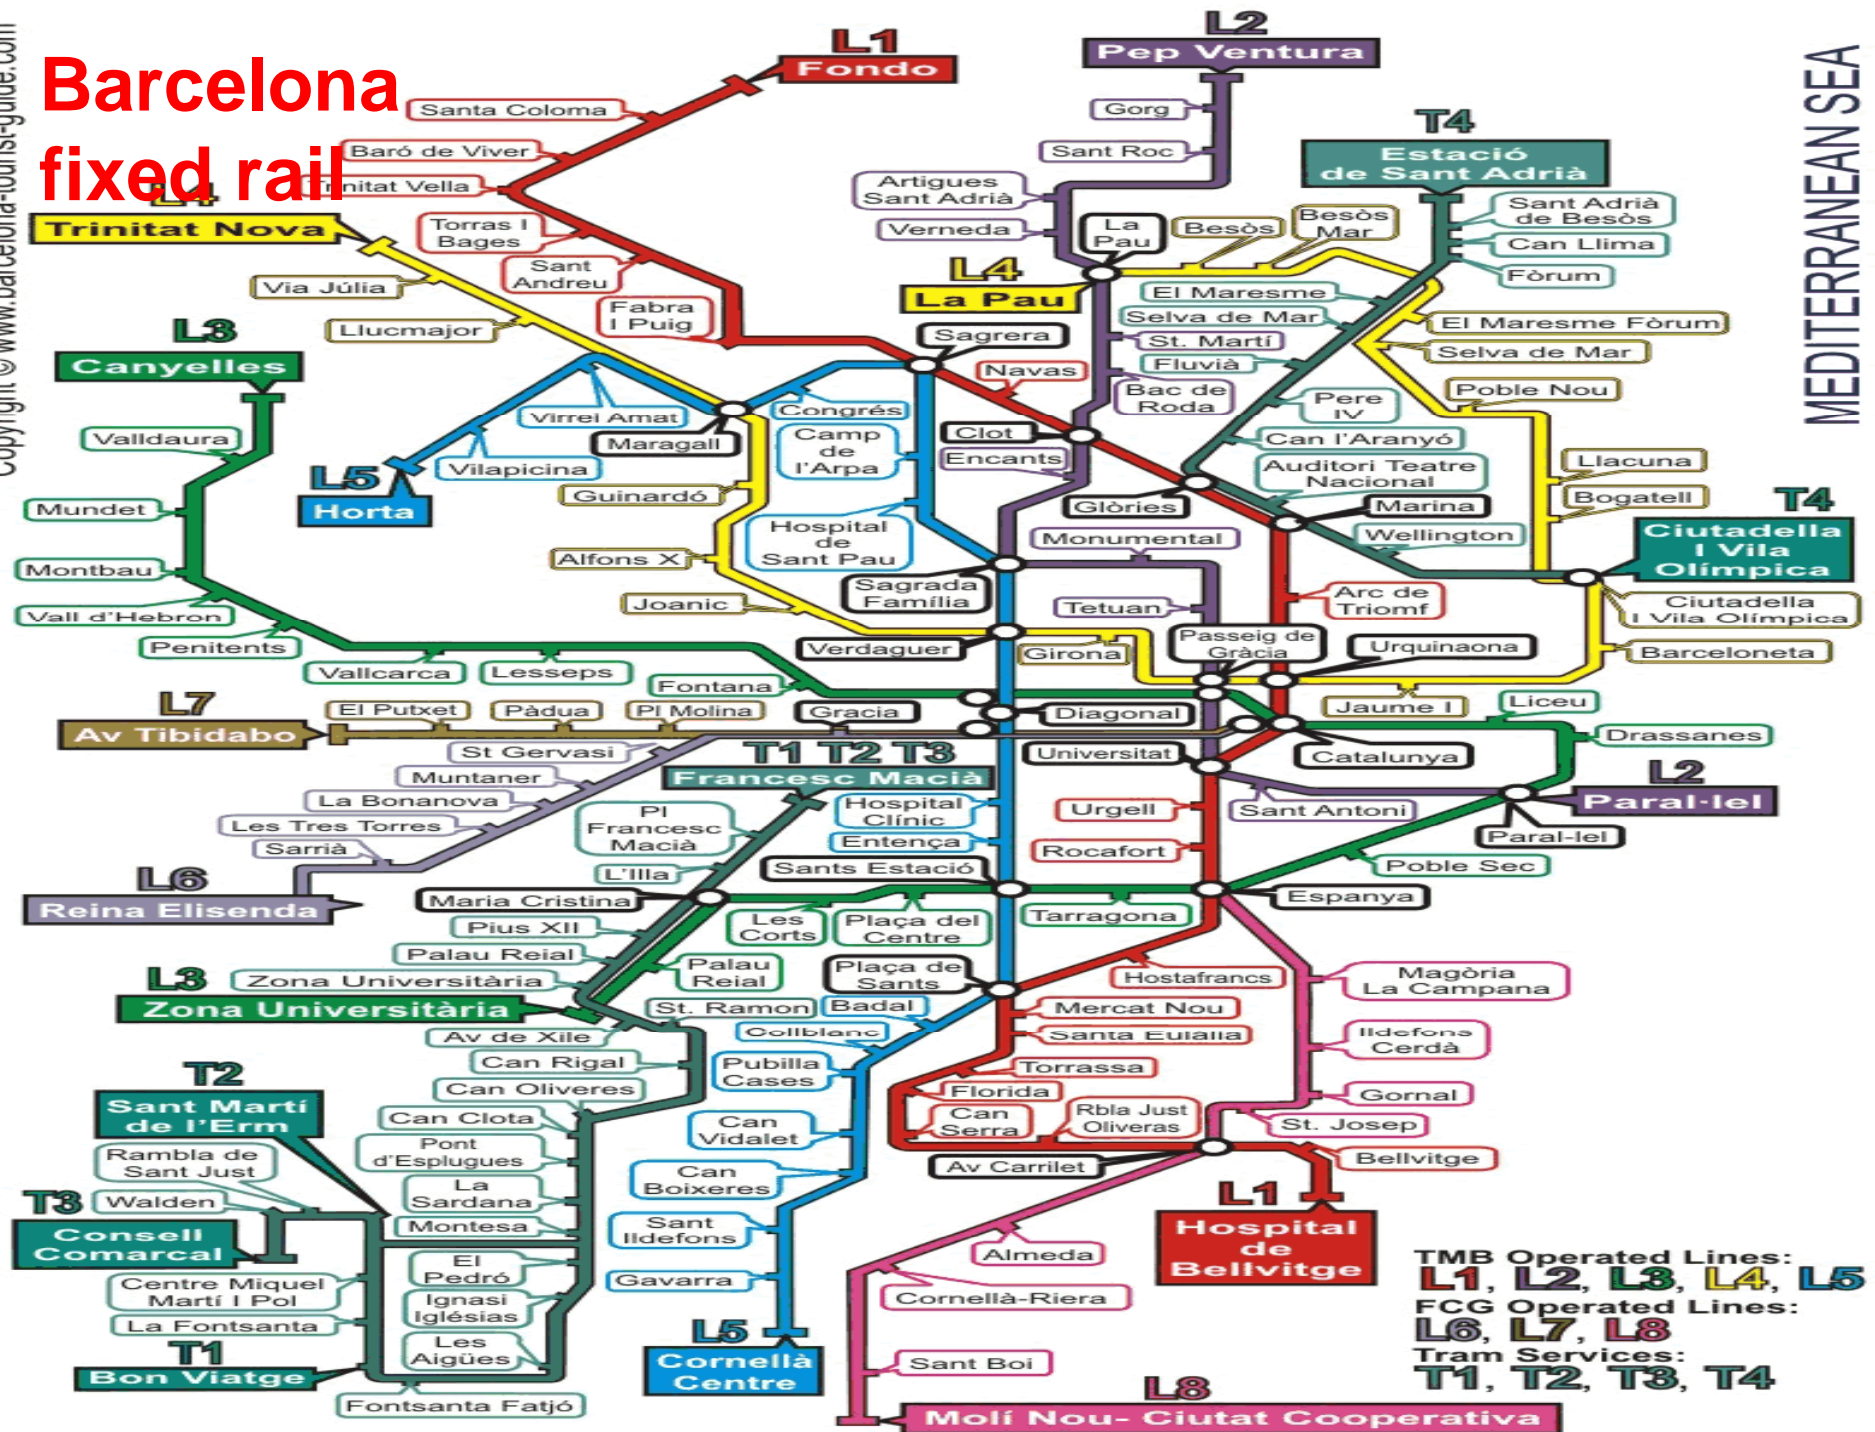 Copyright © www.barcelona-tourist-guide.com
Barcelona
fixed rail
MEDITERRANEAN SEA
L1
Fondo
Santa Coloma
Baró de Viver
Trinitat Vella
Torras I
Bages
Sant
Andreu
Fabra
I Puig
L4
Trinitat Nova
Via Júlia
Llucmajor
L2
Pep Ventura
Gorg
Sant Roc
Artigues
Sant Adrià
Verneda
La
Pau
L4
La Pau
Besòs
Besòs
Mar
T4
Estació
de Sant Adrià
Sant Adrià
de Besòs
Can Llima
Fòrum
El Maresme
Selva de Mar
St. Martí
Fluvià
Bac de
Roda
Pere
IV
Can l'Aranyó
Auditori Teatre
Nacional
El Maresme Fòrum
Selva de Mar
Poble Nou
Llacuna
Bogatell
T4
Ciutadella
I Vila
Olímpica
Ciutadella
I Vila Olímpica
Barceloneta
L3
Canyelles
Valldaura
Mundet
Montbau
Vall d'Hebron
Penitents
Vallcarca
Lesseps
Fontana
L5
Horta
Vilapicina
Virrei Amat
Maragall
Congrés
Sagrera
Navas
Clot
Encants
Camp
de
l'Arpa
Hospital
de
Sant Pau
Guinardó
Alfons X
Joanic
Glòries
Marina
Wellington
Monumental
Sagrada
Família
Tetuan
Arc de
Triomf
Verdaguer
Girona
Passeig de
Gràcia
Urquinaona
Jaume I
Liceu
Drassanes
L7
Av Tibidabo
El Putxet
Pàdua
Pl Molina
Gracia
Diagonal
Universitat
Catalunya
St Gervasi
Muntaner
La Bonanova
Les Tres Torres
Sarrià
L6
Reina Elisenda
T1 T2 T3
Francesc Macià
Pl
Francesc
Macià
L'Illa
Maria Cristina
Hospital
Clínic
Entença
Sants Estació
Urgell
Rocafort
Sant Antoni
L2
Paral·lel
Paral-lel
Poble Sec
Espanya
Les
Corts
Plaça del
Centre
Tarragona
Pius XII
Palau Reial
Zona Universitària
Palau
Reial
L3
Zona Universitària
Plaça de
Sants
Hostafrancs
Magòria
La Campana
St. Ramon
Badal
Mercat Nou
Av de Xile
Collblanc
Santa Eulàlia
Ildefons
Cerdà
Can Rigal
Pubilla
Cases
Torrassa
Can Oliveres
Florida
Gornal
Can Clota
Can
Vidalet
Can
Serra
Rbla Just
Oliveras
St. Josep
Pont
d'Esplugues
Can
Boixeres
Av Carrilet
Bellvitge
La
Sardana
Montesa
Sant
Ildefons
Gavarra
L1
Hospital
de
Bellvitge
T2
Sant Martí
de l'Erm
Rambla de
Sant Just
Walden
T3
Consell
Comarcal
Centre Miquel
Martí I Pol
La Fontsanta
T1
Bon Viatge
El
Pedró
Ignasi
Iglésias
Les
Aigües
Fontsanta Fatjó
L5
Cornellà
Centre
Almeda
Cornellà-Riera
Sant Boi
L8
Molí Nou- Ciutat Cooperativa
TMB Operated Lines:
L1, L2, L3, L4, L5
FCG Operated Lines:
L6, L7, L8
Tram Services:
T1, T2, T3, T4